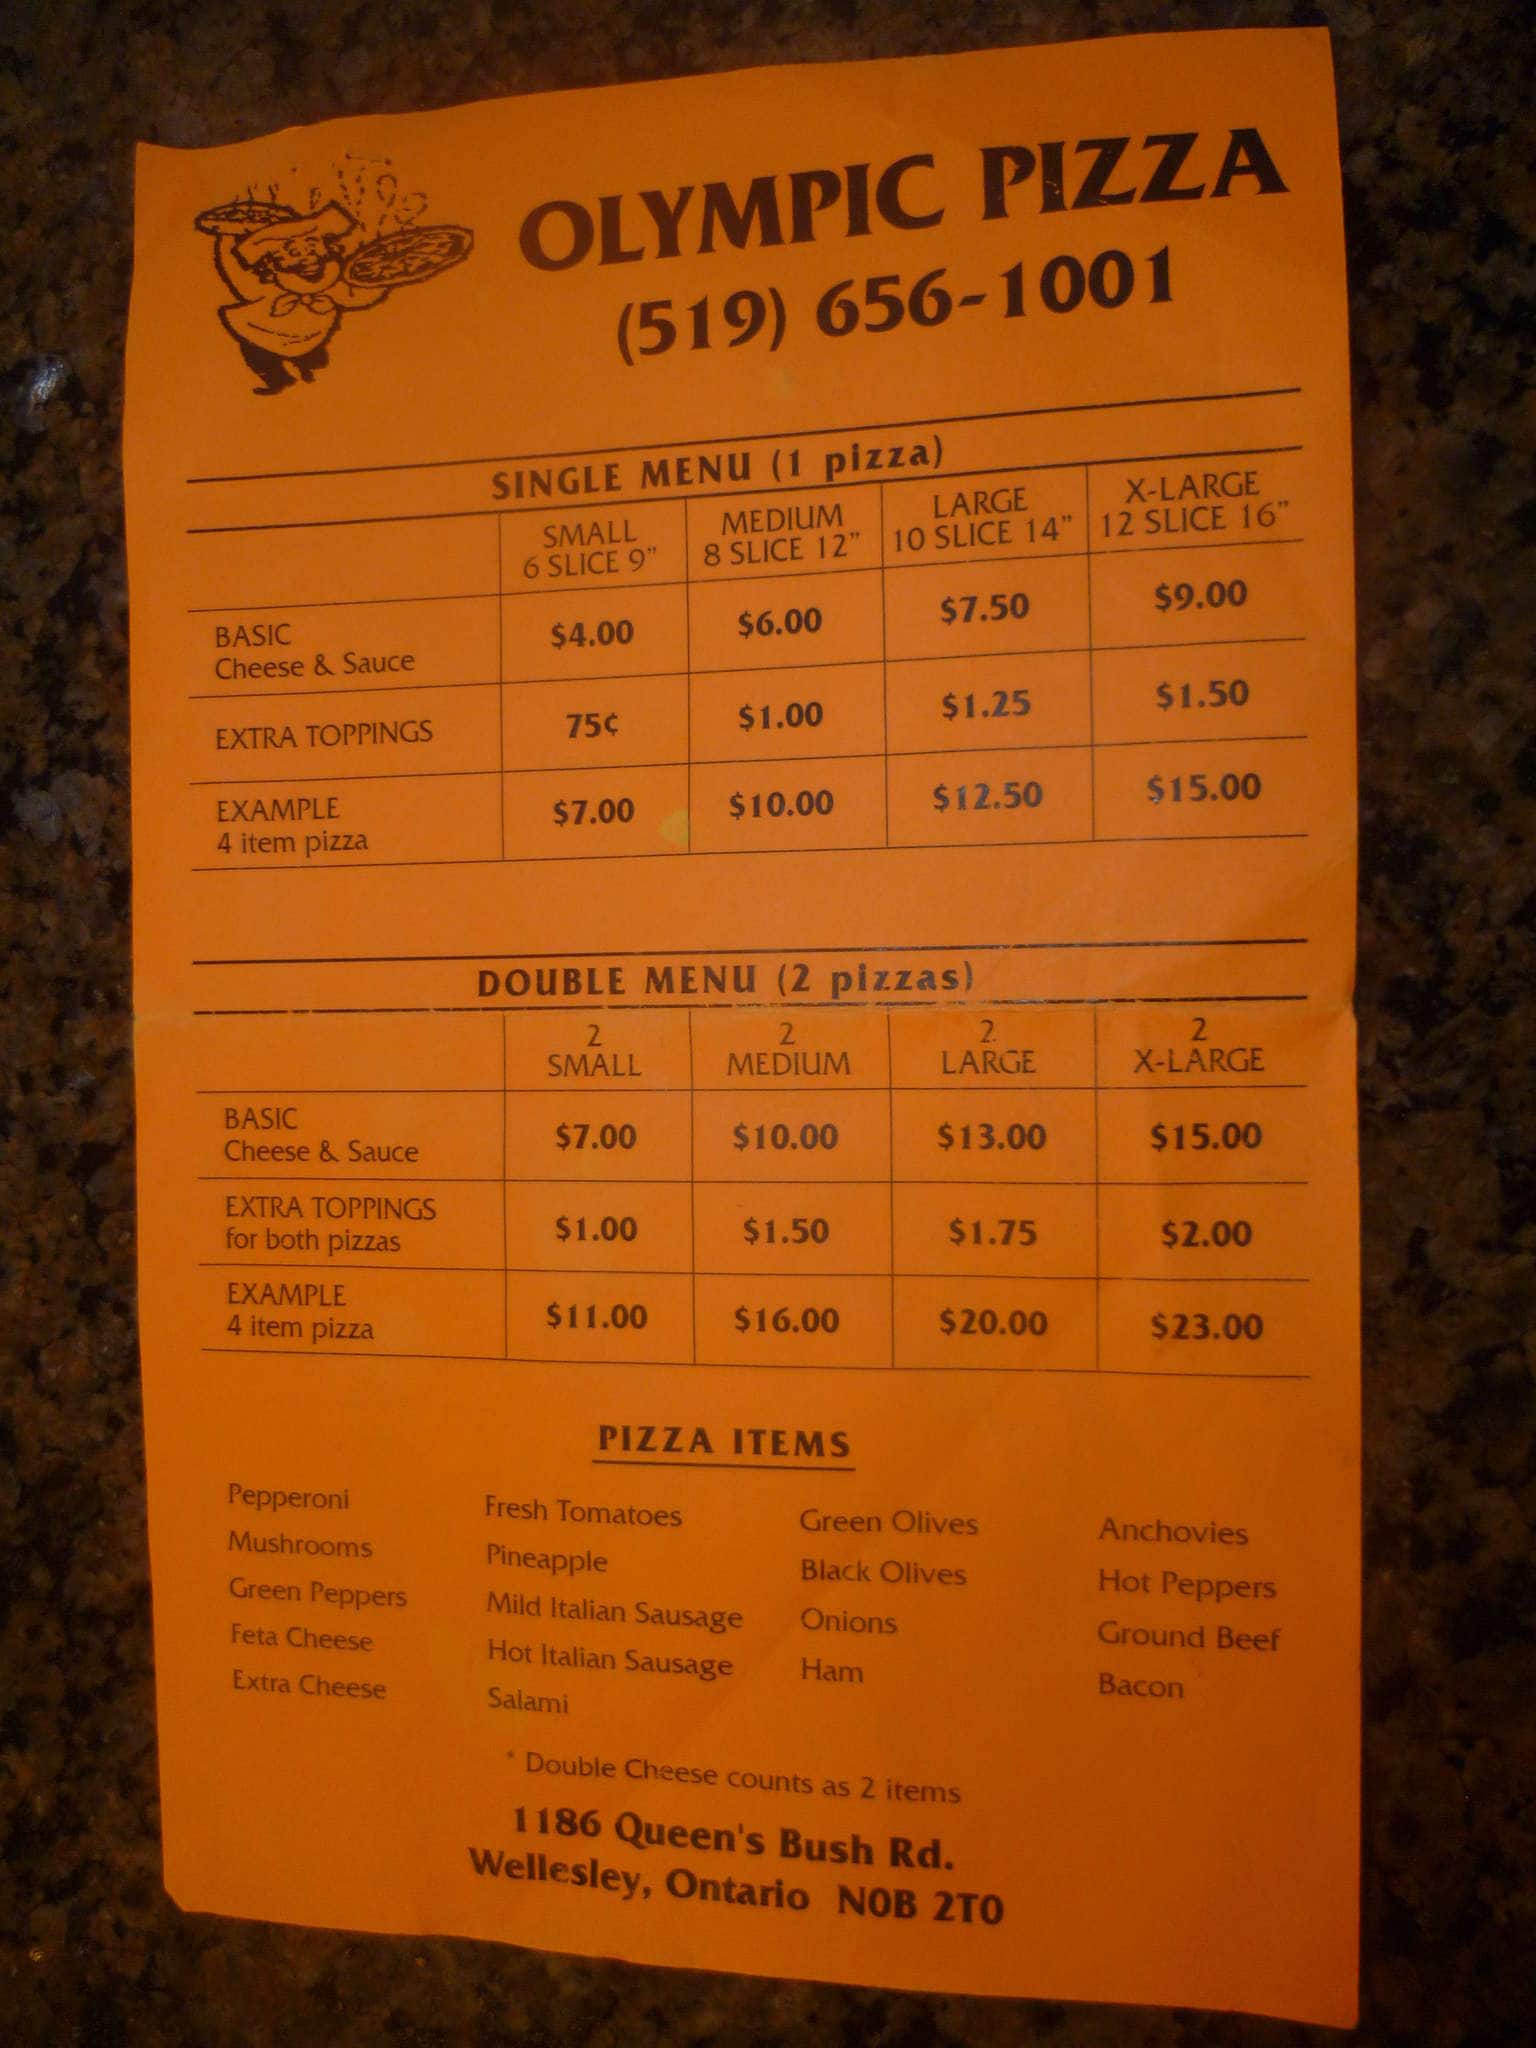 OLYMPIC PIZZA
(519) 656-1001
SINGLE MENU (1 pizza)
SMALL 6 SLICE 9" MEDIUM 8 SLICE 12" LARGE 10 SLICE 14" X-LARGE 12 SLICE 16"
BASIC Cheese & Sauce $4.00 $6.00 $7.50 $9.00
EXTRA TOPPINGS 75¢ $1.00 $1.25 $1.50
EXAMPLE 4 item pizza $7.00 $10.00 $12.50 $15.00
DOUBLE MENU (2 pizzas)
2 SMALL 2 MEDIUM 2 LARGE 2 X-LARGE
BASIC Cheese & Sauce $7.00 $10.00 $13.00 $15.00
EXTRA TOPPINGS for both pizzas $1.00 $1.50 $1.75 $2.00
EXAMPLE 4 item pizza $11.00 $16.00 $20.00 $23.00
PIZZA ITEMS
Pepperoni Fresh Tomatoes Green Olives Anchovies
Mushrooms Pineapple Black Olives Hot Peppers
Green Peppers Mild Italian Sausage Onions Ground Beef
Feta Cheese Hot Italian Sausage Ham Bacon
Extra Cheese Salami
* Double Cheese counts as 2 items
1186 Queen's Bush Rd.
Wellesley, Ontario N0B 2T0